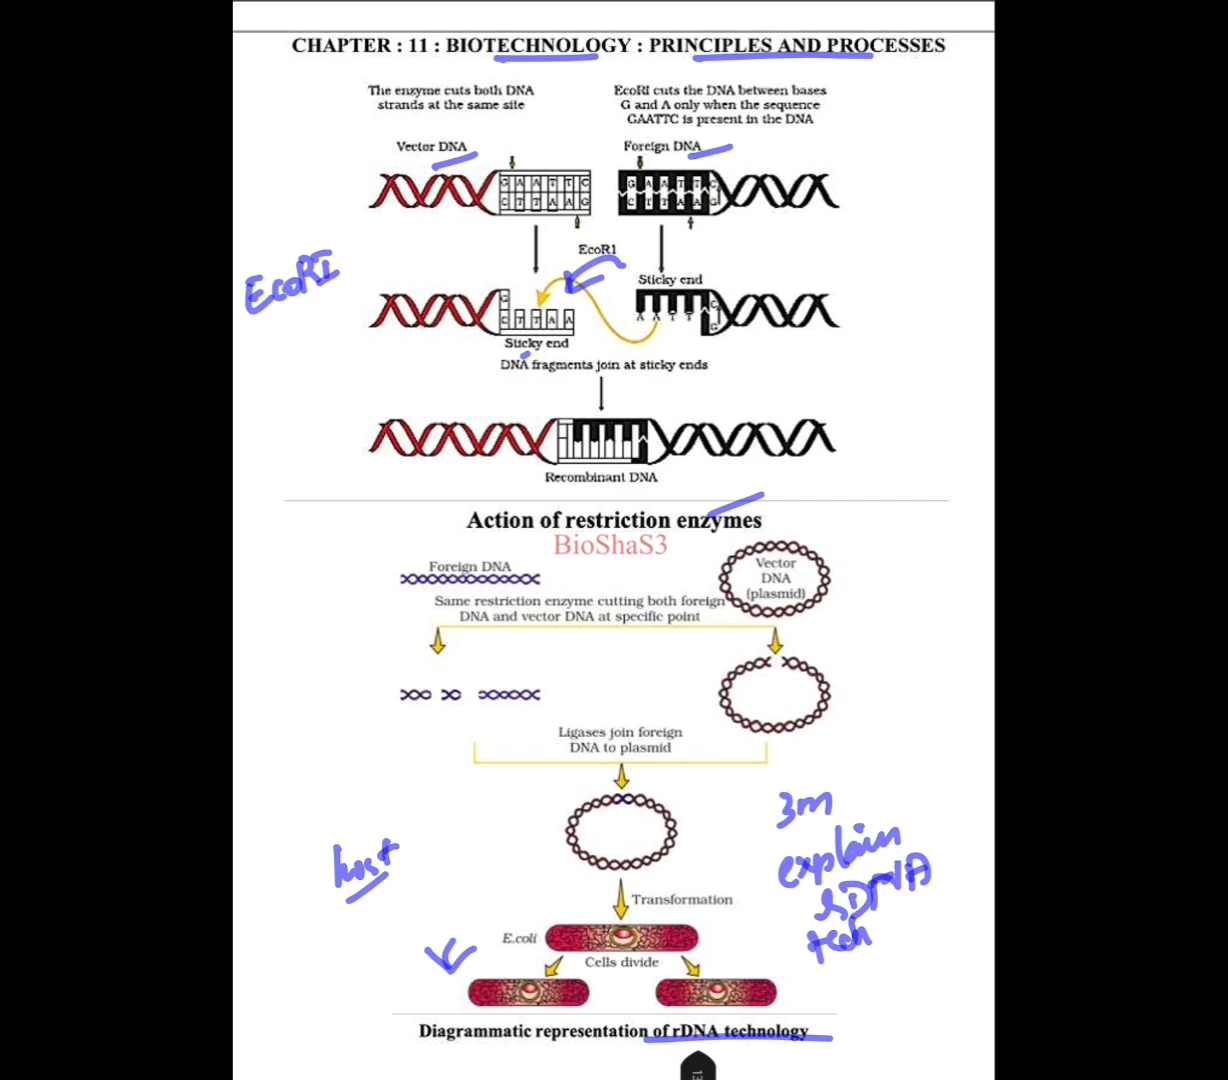 CHAPTER : 11 : BIOTECHNOLOGY : PRINCIPLES AND PROCESSES
The enzyme cuts both DNA
strands at the same site
EcoRI cuts the DNA between bases
G and A only when the sequence
GAATTC is present in the DNA
Vector DNA
Foreign DNA
G A A T T C
C T T A A G
G A A T T C
C T T A A G
EcoR1
EcoRI
Sticky end
G
C T T A A
A A T T
C
G
Sticky end
DNA fragments join at sticky ends
Recombinant DNA
Action of restriction enzymes
BioShaS3
Foreign DNA
Vector
DNA
(plasmid)
Same restriction enzyme cutting both foreign
DNA and vector DNA at specific point
Ligases join foreign
DNA to plasmid
3m
explain
rDNA
tech
host
Transformation
E.coli
Cells divide
Diagrammatic representation of rDNA technology